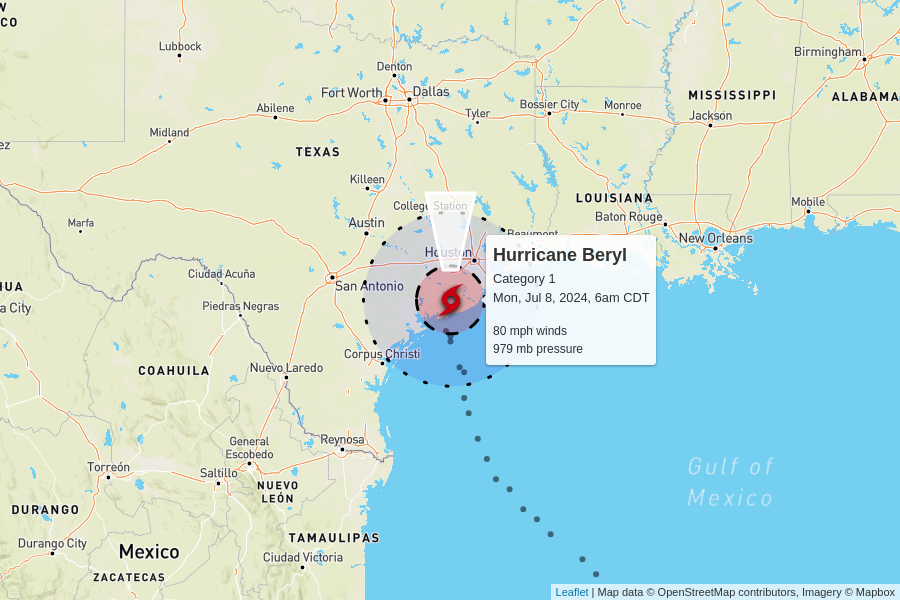 W
CO
Lubbock
Birmingham
Denton
Fort Worth
Dallas
MISSISSIPPI
ALABAMA
Abilene
Tyler
Bossier City
Monroe
Jackson
Midland
ez
TEXAS
Killeen
LOUISIANA
College Station
Mobile
Marfa
Austin
Baton Rouge
Beaumont
New Orleans
Houston
Hurricane Beryl
Category 1
Mon, Jul 8, 2024, 6am CDT
80 mph winds
979 mb pressure
Ciudad Acuña
San Antonio
HUA
a City
Piedras Negras
Corpus Christi
COAHUILA
Nuevo Laredo
General
Escobedo
Reynosa
Torreón
Saltillo
Gulf of
Mexico
NUEVO
LEÓN
DURANGO
Durango City
Mexico
TAMAULIPAS
Ciudad Victoria
ZACATECAS
Leaflet | Map data © OpenStreetMap contributors, Imagery © Mapbox